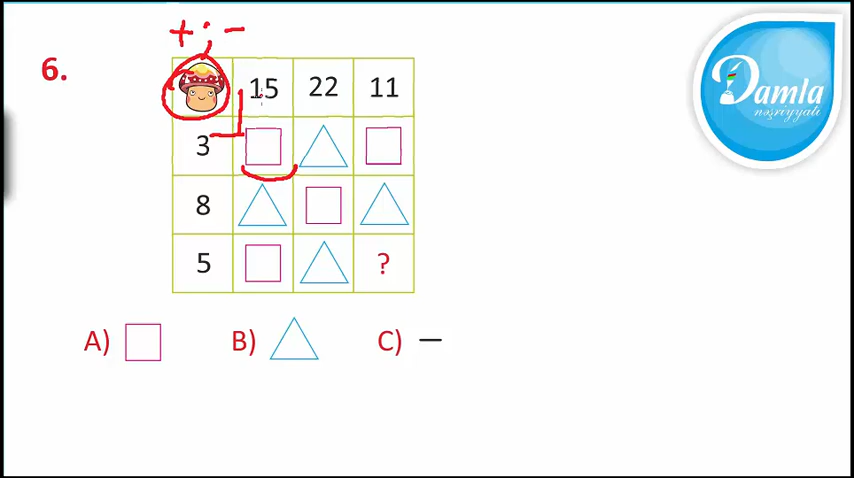 + ; -
6.
15 22 11
3
8
5 ?
A) B) C) —
Damla
nəşriyyatı